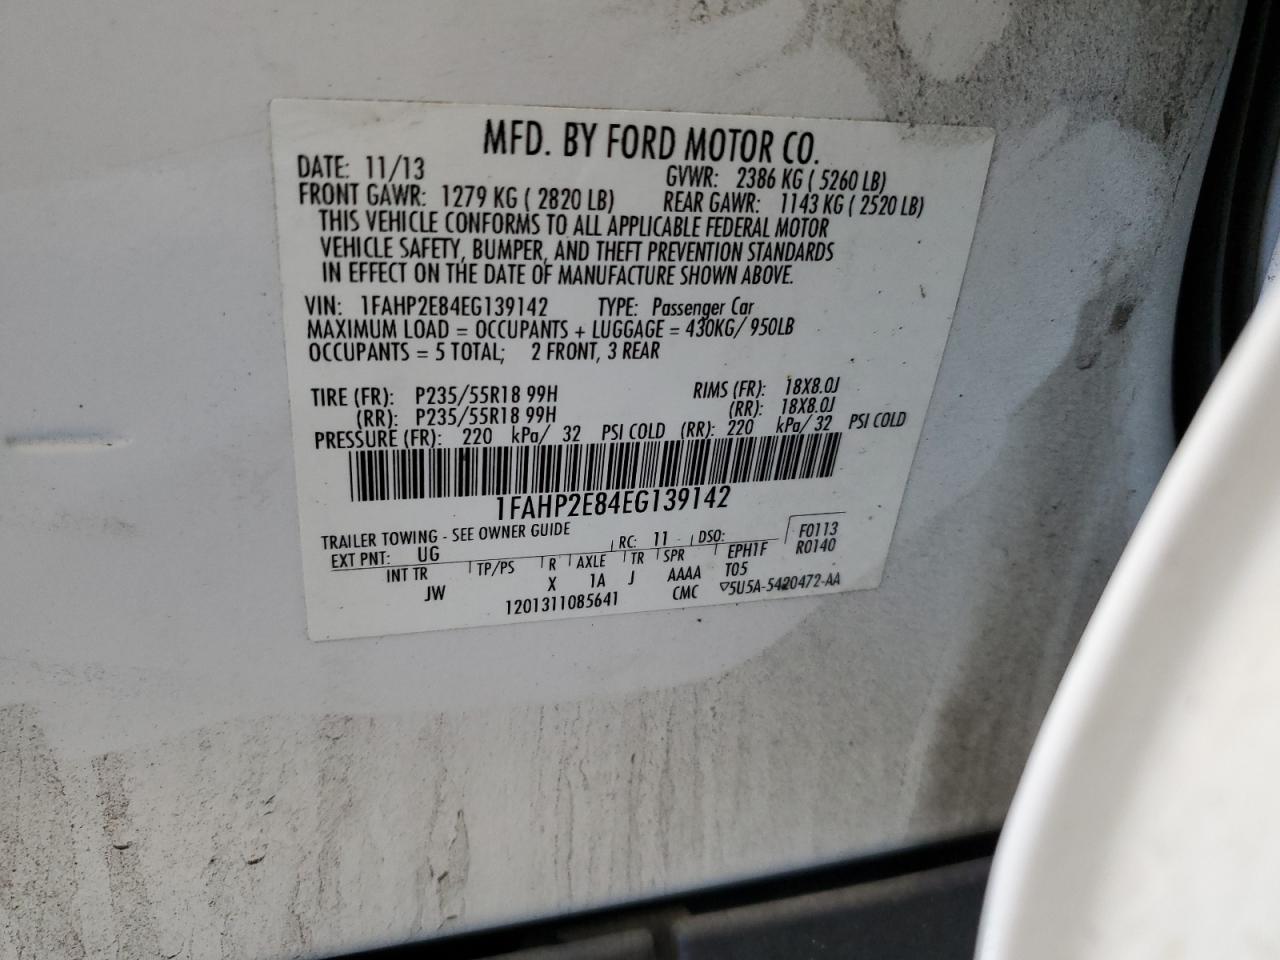 MFD. BY FORD MOTOR CO.
DATE: 11/13 GVWR: 2386 KG ( 5260 LB)
FRONT GAWR: 1279 KG ( 2820 LB) REAR GAWR: 1143 KG ( 2520 LB)
THIS VEHICLE CONFORMS TO ALL APPLICABLE FEDERAL MOTOR
VEHICLE SAFETY, BUMPER, AND THEFT PREVENTION STANDARDS
IN EFFECT ON THE DATE OF MANUFACTURE SHOWN ABOVE.
VIN: 1FAHP2E84EG139142 TYPE: Passenger Car
MAXIMUM LOAD = OCCUPANTS + LUGGAGE = 430KG/ 950LB
OCCUPANTS = 5 TOTAL; 2 FRONT, 3 REAR
TIRE (FR): P235/55R18 99H RIMS (FR): 18X8.0J
(RR): P235/55R18 99H (RR): 18X8.0J
PRESSURE (FR): 220 kPa/ 32 PSI COLD (RR): 220 kPa/ 32 PSI COLD
1FAHP2E84EG139142
TRAILER TOWING - SEE OWNER GUIDE
EXT PNT: UG RC: 11 DSO: F0113
INT TR TP/PS R AXLE TR SPR EPH1F R0140
JW X 1A J AAAA T05
1201311085641 CMC ▽5U5A-5420472-AA